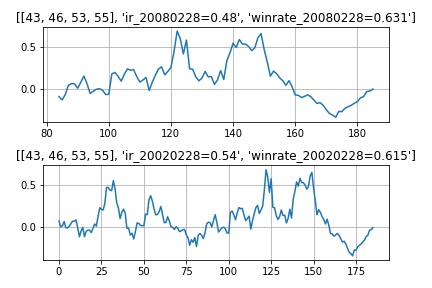 [[43, 46, 53, 55], 'ir_20080228=0.48', 'winrate_20080228=0.631']
0.5
0.0
80 100 120 140 160 180
[[43, 46, 53, 55], 'ir_20020228=0.54', 'winrate_20020228=0.615']
0.5
0.0
0 25 50 75 100 125 150 175